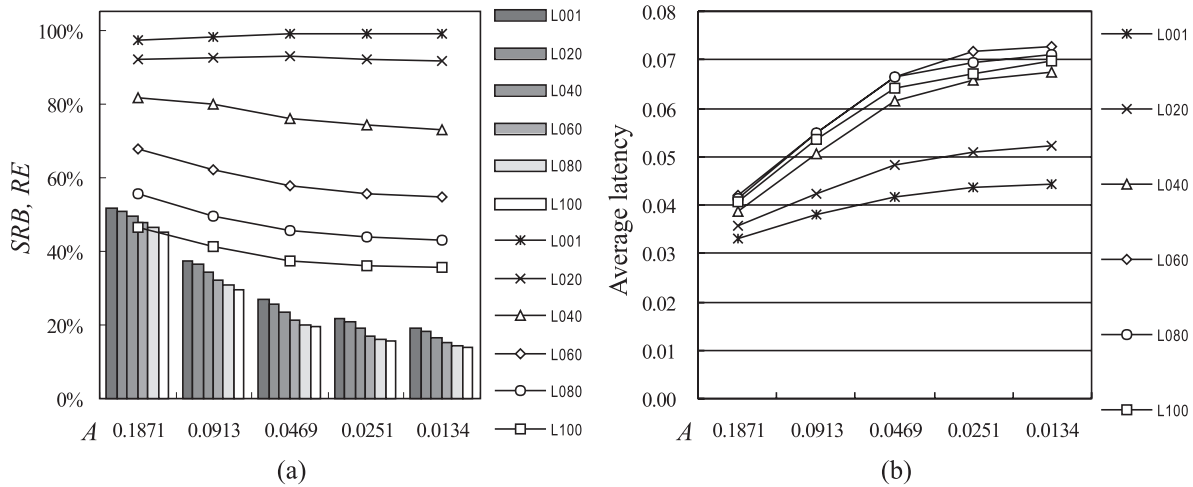 100%
80%
60%
40%
20%
0%
SRB, RE
A 0.1871 0.0913 0.0469 0.0251 0.0134
L001
L020
L040
L060
L080
L100
L001
L020
L040
L060
L080
L100
(a)
0.08
0.07
0.06
0.05
0.04
0.03
0.02
0.01
0.00
Average latency
A 0.1871 0.0913 0.0469 0.0251 0.0134
L001
L020
L040
L060
L080
L100
(b)